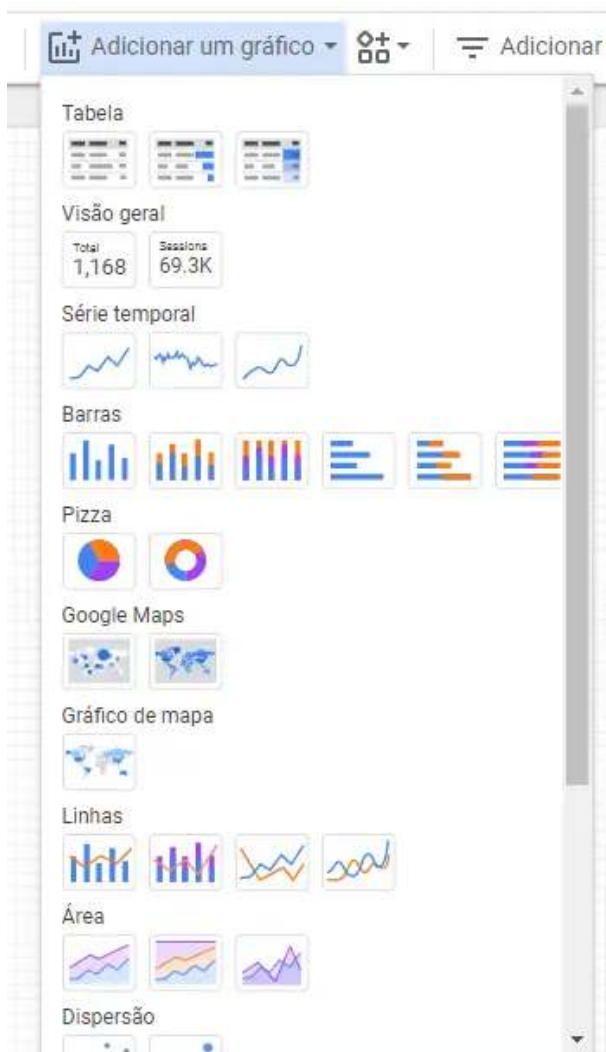 Adicionar um gráfico Adicionar
Tabela
Visão geral
Total Sessions
1,168 69.3K
Série temporal
Barras
Pizza
Google Maps
Gráfico de mapa
Linhas
Área
Dispersão